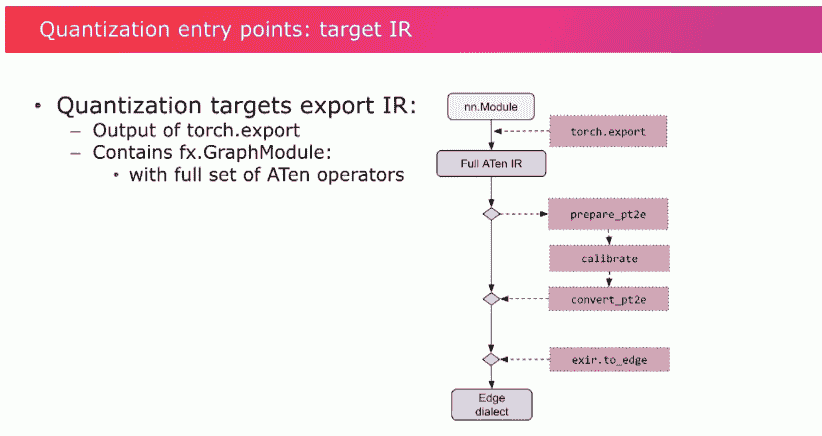 Quantization entry points: target IR
• Quantization targets export IR:
– Output of torch.export
– Contains fx.GraphModule:
• with full set of ATen operators
nn.Module
torch.export
Full ATen IR
prepare_pt2e
calibrate
convert_pt2e
exir.to_edge
Edge
dialect